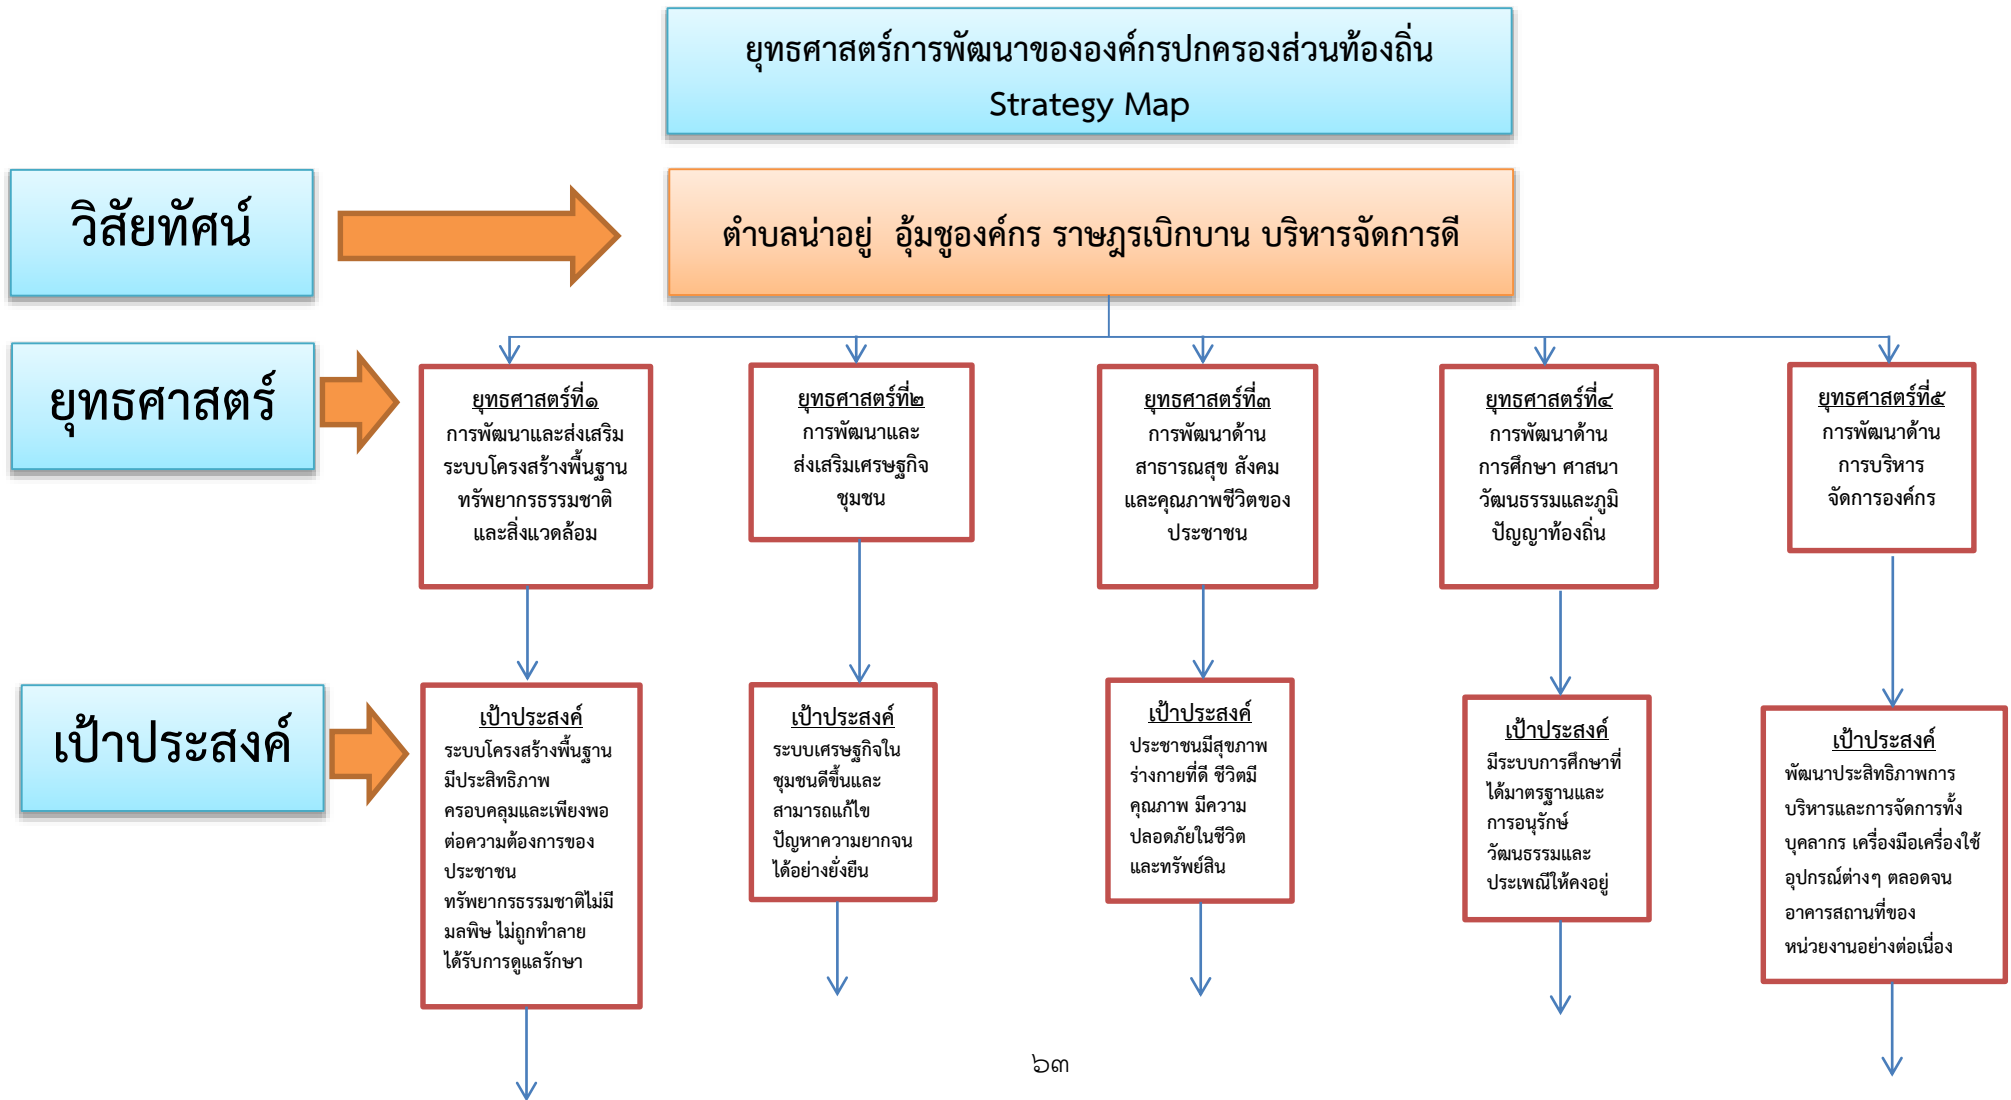 ยุทธศาสตร์การพัฒนาขององค์กรปกครองส่วนท้องถิ่น
Strategy Map
วิสัยทัศน์
ตำบลน่าอยู่ อุ้มชูองค์กร ราษฎรเบิกบาน บริหารจัดการดี
ยุทธศาสตร์
ยุทธศาสตร์ที่๑
การพัฒนาและส่งเสริม
ระบบโครงสร้างพื้นฐาน
ทรัพยากรธรรมชาติ
และสิ่งแวดล้อม
ยุทธศาสตร์ที่๒
การพัฒนาและ
ส่งเสริมเศรษฐกิจ
ชุมชน
ยุทธศาสตร์ที่๓
การพัฒนาด้าน
สาธารณสุข สังคม
และคุณภาพชีวิตของ
ประชาชน
ยุทธศาสตร์ที่๔
การพัฒนาด้าน
การศึกษา ศาสนา
วัฒนธรรมและภูมิ
ปัญญาท้องถิ่น
ยุทธศาสตร์ที่๕
การพัฒนาด้าน
การบริหาร
จัดการองค์กร
เป้าประสงค์
เป้าประสงค์
ระบบโครงสร้างพื้นฐาน
มีประสิทธิภาพ
ครอบคลุมและเพียงพอ
ต่อความต้องการของ
ประชาชน
ทรัพยากรธรรมชาติไม่มี
มลพิษ ไม่ถูกทำลาย
ได้รับการดูแลรักษา
เป้าประสงค์
ระบบเศรษฐกิจใน
ชุมชนดีขึ้นและ
สามารถแก้ไข
ปัญหาความยากจน
ได้อย่างยั่งยืน
เป้าประสงค์
ประชาชนมีสุขภาพ
ร่างกายที่ดี ชีวิตมี
คุณภาพ มีความ
ปลอดภัยในชีวิต
และทรัพย์สิน
เป้าประสงค์
มีระบบการศึกษาที่
ได้มาตรฐานและ
การอนุรักษ์
วัฒนธรรมและ
ประเพณีให้คงอยู่
เป้าประสงค์
พัฒนาประสิทธิภาพการ
บริหารและการจัดการทั้ง
บุคลากร เครื่องมือเครื่องใช้
อุปกรณ์ต่างๆ ตลอดจน
อาคารสถานที่ของ
หน่วยงานอย่างต่อเนื่อง
๖๓